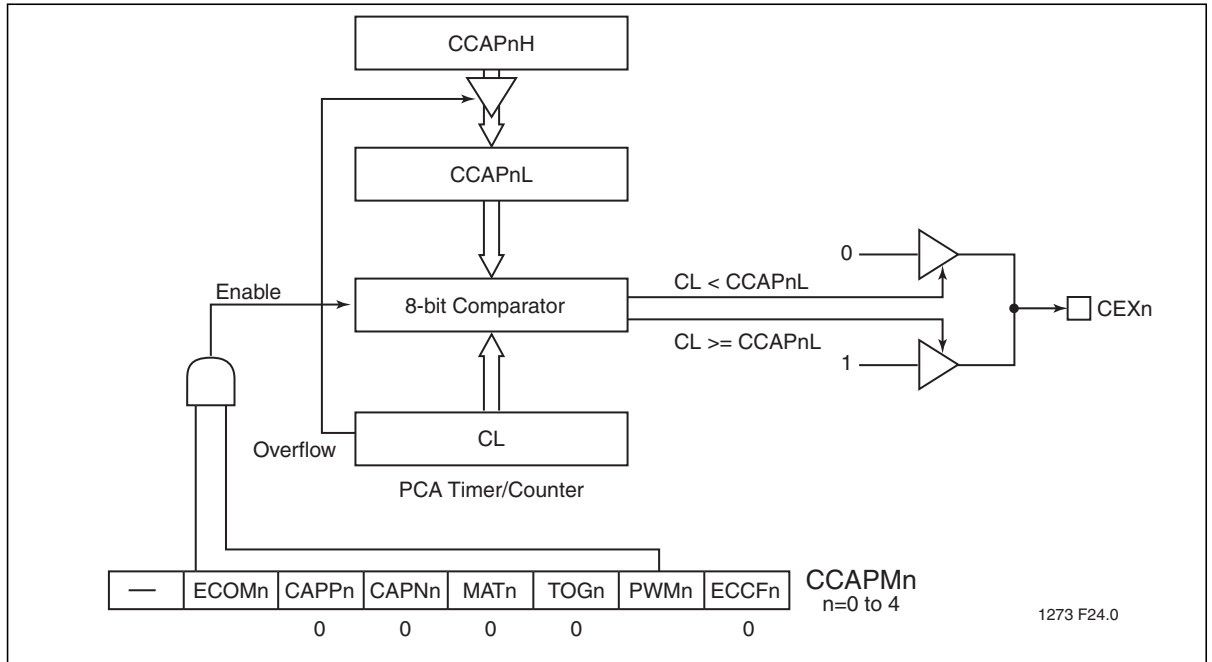 CCAPnH
CCAPnL
0
CL < CCAPnL
Enable
8-bit Comparator
CEXn
CL >= CCAPnL
1
Overflow
CL
PCA Timer/Counter
— ECOMn CAPPn CAPNn MATn TOGn PWMn ECCFn CCAPMn
n=0 to 4
0 0 0 0 0
1273 F24.0